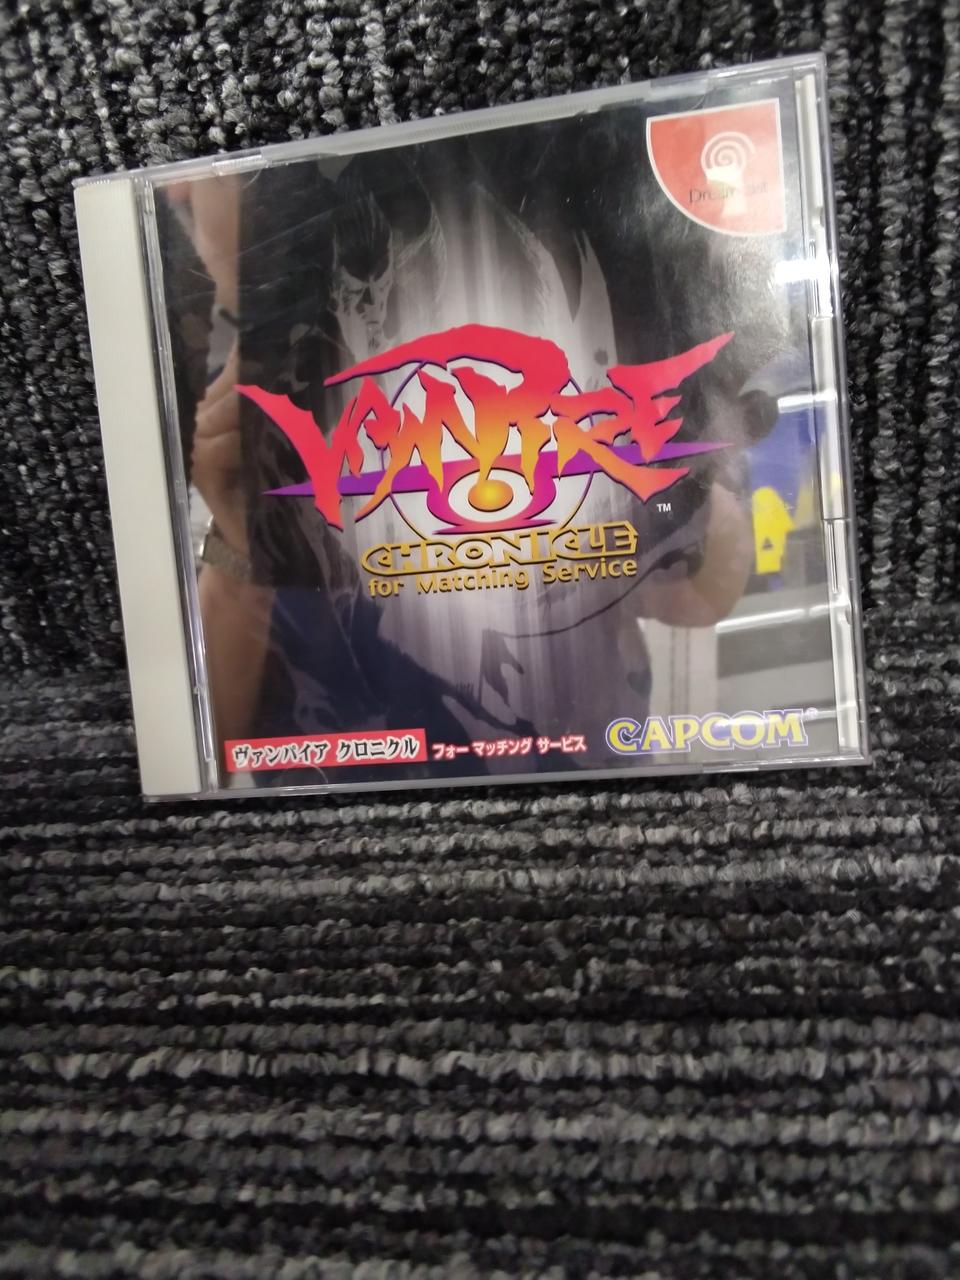 Dreamcast
VAMPIRE
TM
CHRONICLE
for Matching Service
ヴァンパイア クロニクル フォー マッチング サービス
CAPCOM®